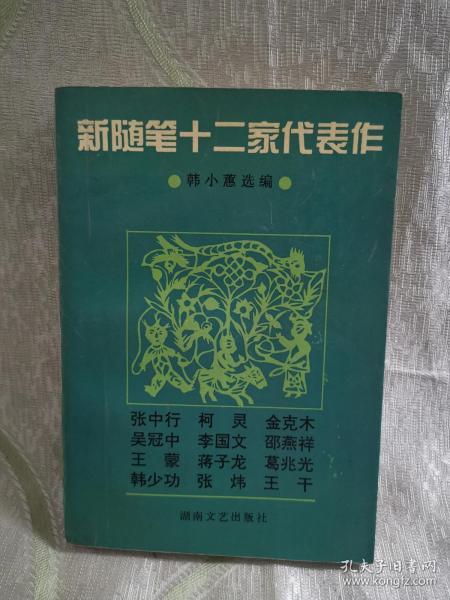 新随笔十二家代表作
韩小蕙选编
张中行 柯灵 金克木
吴冠中 李国文 邵燕祥
王蒙 蒋子龙 葛兆光
韩少功 张炜 王干
湖南文艺出版社
孔夫子旧书网
www.kongfz.com